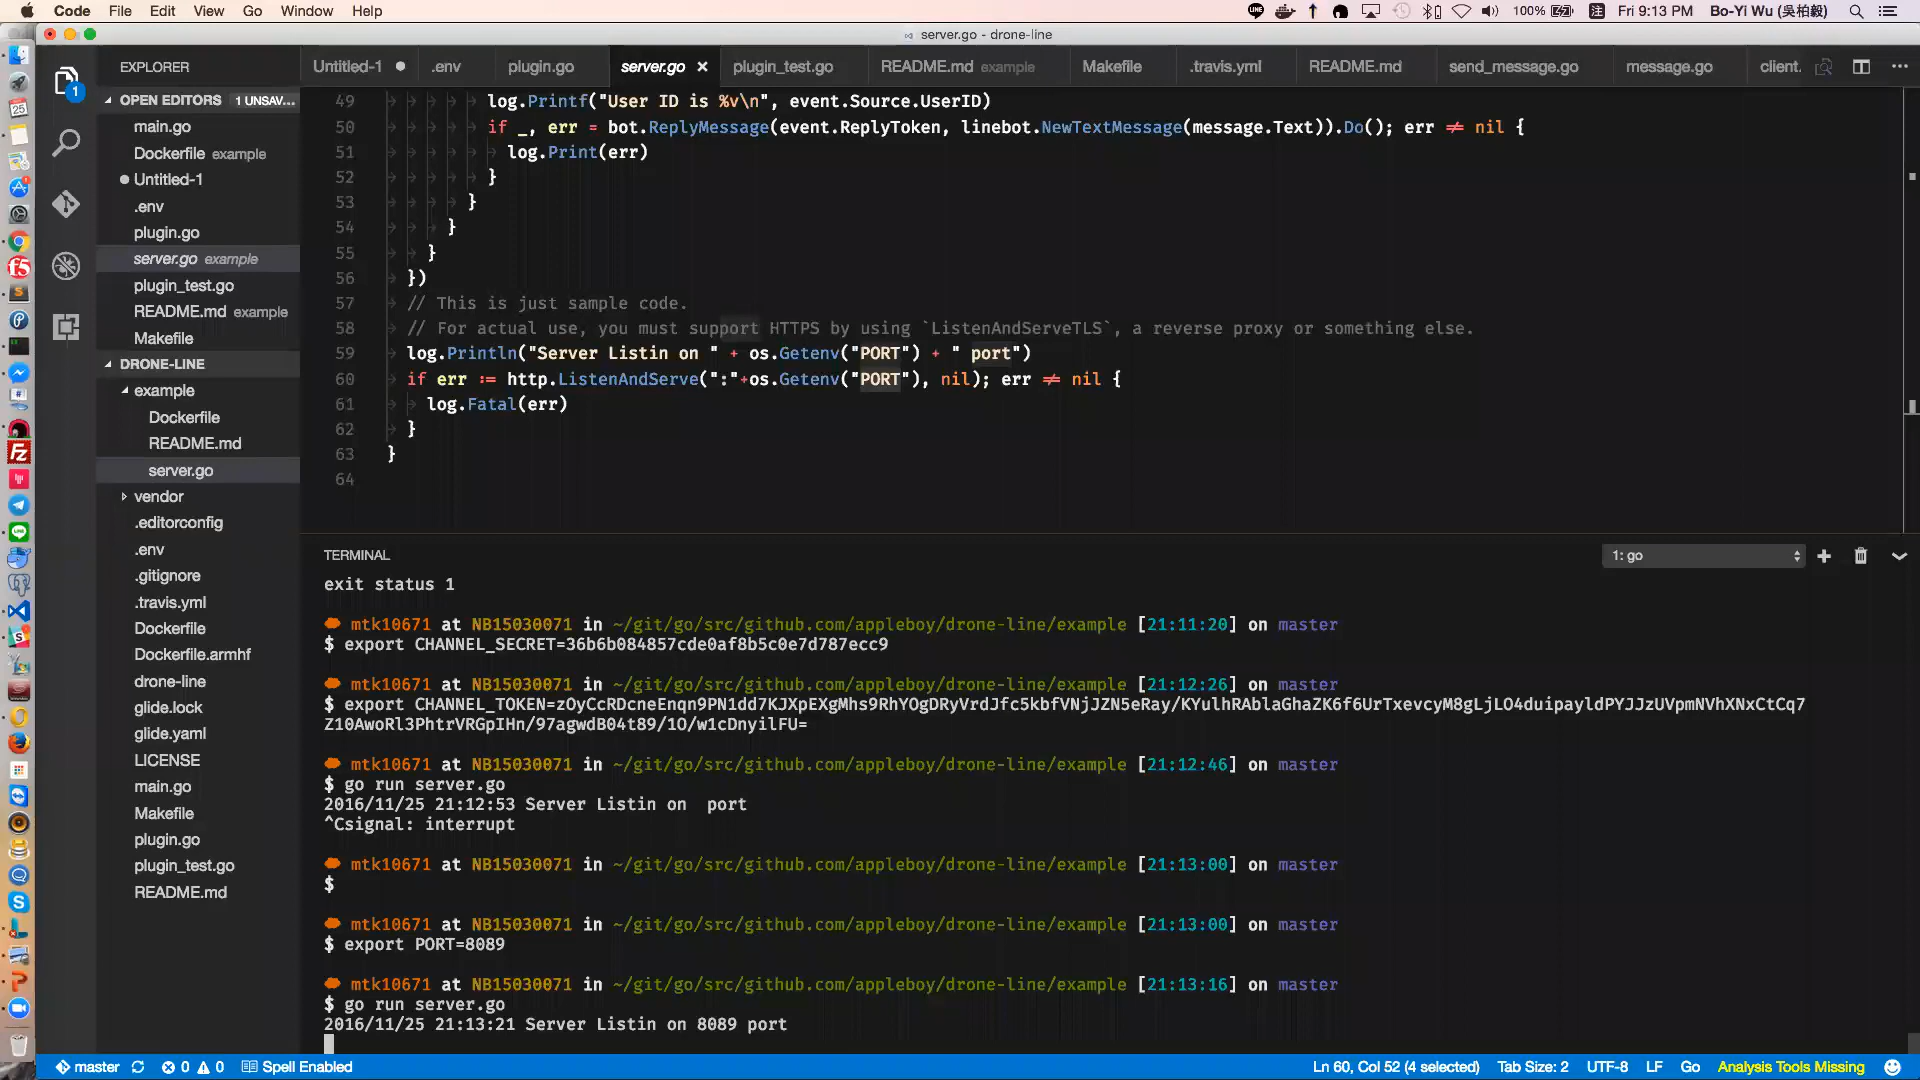 Code File Edit View Go Window Help
100% Fri 9:13 PM Bo-Yi Wu (吳柏毅)
server.go - drone-line
EXPLORER
OPEN EDITORS 1 UNSAV...
main.go
Dockerfile example
Untitled-1
.env
plugin.go
server.go example
plugin_test.go
README.md example
Makefile
DRONE-LINE
example
Dockerfile
README.md
server.go
vendor
.editorconfig
.env
.gitignore
.travis.yml
Dockerfile
Dockerfile.armhf
drone-line
glide.lock
glide.yaml
LICENSE
main.go
Makefile
plugin.go
plugin_test.go
README.md
Untitled-1 .env plugin.go server.go plugin_test.go README.md example Makefile .travis.yml README.md send_message.go message.go client.
49 log.Printf("User ID is %v\n", event.Source.UserID)
50 if _, err = bot.ReplyMessage(event.ReplyToken, linebot.NewTextMessage(message.Text)).Do(); err ≠ nil {
51 log.Print(err)
52 }
53 }
54 }
55 }
56 })
57 // This is just sample code.
58 // For actual use, you must support HTTPS by using `ListenAndServeTLS`, a reverse proxy or something else.
59 log.Println("Server Listin on " + os.Getenv("PORT") + " port")
60 if err := http.ListenAndServe(":"+os.Getenv("PORT"), nil); err ≠ nil {
61 log.Fatal(err)
62 }
63 }
64
TERMINAL
1: go
exit status 1
mtk10671 at NB15030071 in ~/git/go/src/github.com/appleboy/drone-line/example [21:11:20] on master
$ export CHANNEL_SECRET=36b6b084857cde0af8b5c0e7d787ecc9
mtk10671 at NB15030071 in ~/git/go/src/github.com/appleboy/drone-line/example [21:12:26] on master
$ export CHANNEL_TOKEN=zOyCcRDcneEnqn9PN1dd7KJXpEXgMhs9RhYOgDRyVrdJfc5kbfVNjJZN5eRay/KYulhRAblaGhaZK6f6UrTxevcyM8gLjLO4duipayldPYJJzUVpmNVhXNxCtCq7
Z10AwoRl3PhtrVRGpIHn/97agwdB04t89/1O/w1cDnyilFU=
mtk10671 at NB15030071 in ~/git/go/src/github.com/appleboy/drone-line/example [21:12:46] on master
$ go run server.go
2016/11/25 21:12:53 Server Listin on  port
^Csignal: interrupt
mtk10671 at NB15030071 in ~/git/go/src/github.com/appleboy/drone-line/example [21:13:00] on master
$
mtk10671 at NB15030071 in ~/git/go/src/github.com/appleboy/drone-line/example [21:13:00] on master
$ export PORT=8089
mtk10671 at NB15030071 in ~/git/go/src/github.com/appleboy/drone-line/example [21:13:16] on master
$ go run server.go
2016/11/25 21:13:21 Server Listin on 8089 port
master 0 0 Spell Enabled
Ln 60, Col 52 (4 selected) Tab Size: 2 UTF-8 LF Go Analysis Tools Missing